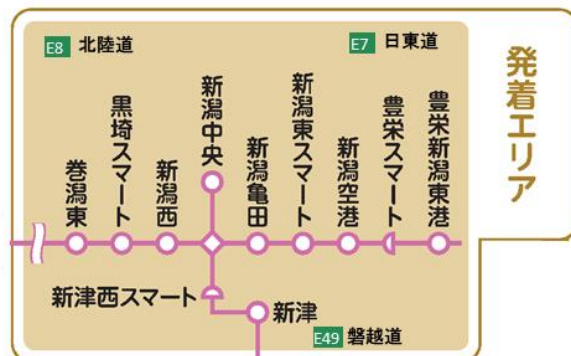 E8 北陸道
E7 日東道
発着エリア
巻潟東
黒埼スマート
新潟西
新潟中央
新潟亀田
新潟東スマート
新潟空港
豊栄スマート
豊栄新潟東港
新津西スマート
新津
E49 磐越道